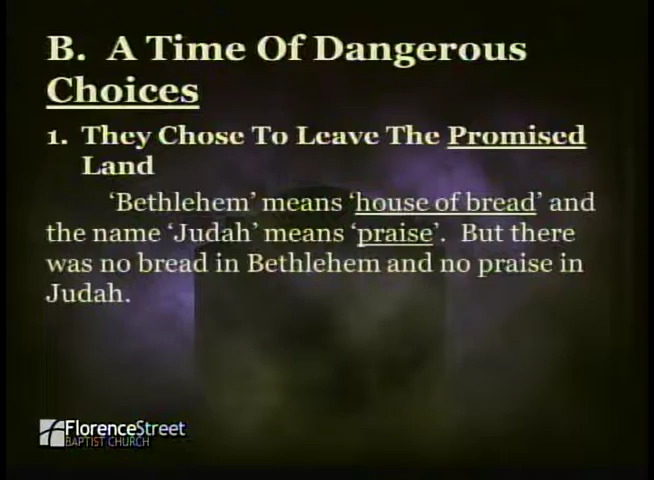 B. A Time Of Dangerous
Choices
1. They Chose To Leave The Promised
Land
‘Bethlehem’ means ‘house of bread’ and
the name ‘Judah’ means ‘praise’. But there
was no bread in Bethlehem and no praise in
Judah.
FlorenceStreet
BAPTIST CHURCH